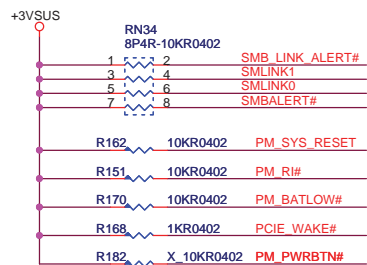 +3VSUS
RN34
8P4R-10KR0402
1 2 SMB_LINK_ALERT#
3 4 SMLINK1
5 6 SMLINK0
7 8 SMBALERT#
R162 10KR0402 PM_SYS_RESET
R151 10KR0402 PM_RI#
R170 10KR0402 PM_BATLOW#
R168 1KR0402 PCIE_WAKE#
R182 X_10KR0402 PM_PWRBTN#